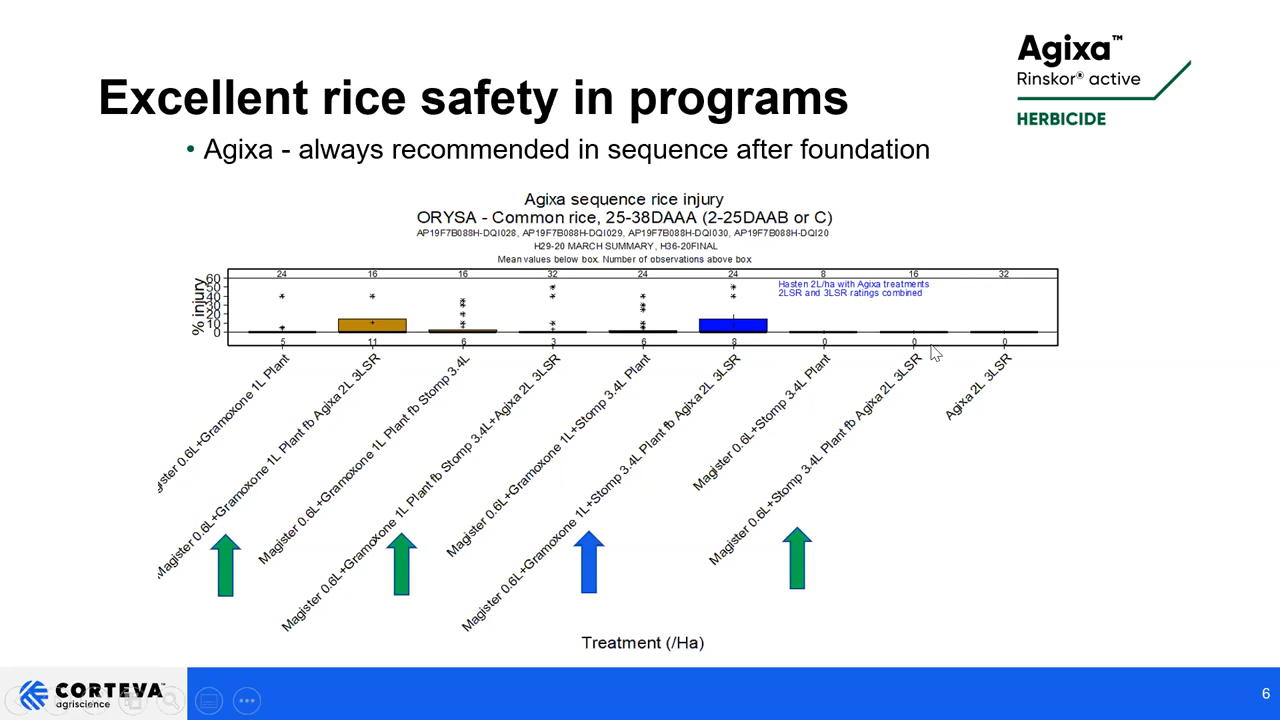 Agixa™
Rinskor® active
HERBICIDE
Excellent rice safety in programs
• Agixa - always recommended in sequence after foundation
Agixa sequence rice injury
ORYSA - Common rice, 25-38DAAA (2-25DAAB or C)
AP19F7B088H-DQI028, AP19F7B088H-DQI029, AP19F7B088H-DQI030, AP19F7B088H-DQI20
H29-20 MARCH SUMMARY, H36-20FINAL
Mean values below box. Number of observations above box
24 16 16 32 24 24 8 16 32
Hasten 2L/ha with Agixa treatments
2LSR and 3LSR ratings combined
% injury
60
50
40
30
20
10
0
5 11 6 3 6 8 0 0 0
ster 0.6L+Gramoxone 1L Plant
Magister 0.6L+Gramoxone 1L Plant fb Agixa 2L 3LSR
Magister 0.6L+Gramoxone 1L Plant fb Stomp 3.4L
Magister 0.6L+Gramoxone 1L Plant fb Stomp 3.4L+Agixa 2L 3LSR
Magister 0.6L+Gramoxone 1L+Stomp 3.4L Plant
Magister 0.6L+Gramoxone 1L+Stomp 3.4L Plant fb Agixa 2L 3LSR
Magister 0.6L+Stomp 3.4L Plant
Magister 0.6L+Stomp 3.4L Plant fb Agixa 2L 3LSR
Agixa 2L 3LSR
Treatment (/Ha)
CORTEVA™
agriscience
6